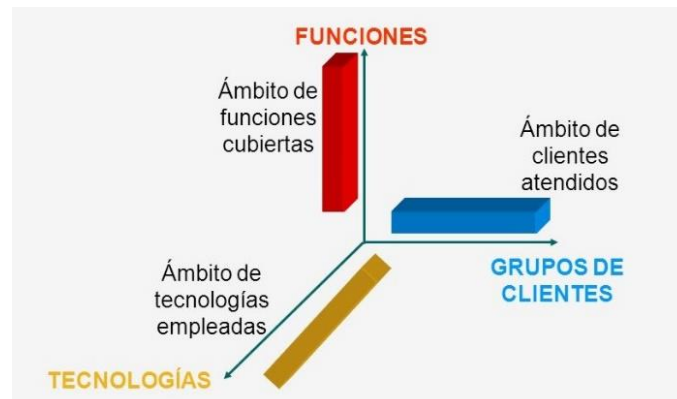 FUNCIONES
Ámbito de
funciones
cubiertas
Ámbito de
clientes
atendidos
GRUPOS DE
CLIENTES
Ámbito de
tecnologías
empleadas
TECNOLOGÍAS